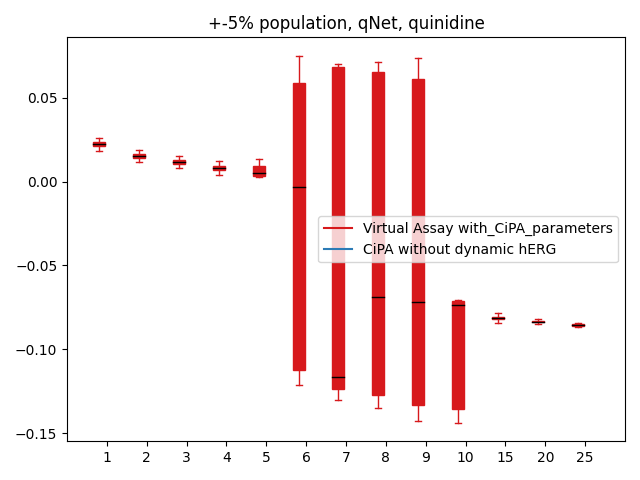 +-5% population, qNet, quinidine
0.05
0.00
−0.05
−0.10
−0.15
Virtual Assay with_CiPA_parameters
CiPA without dynamic hERG
1 2 3 4 5 6 7 8 9 10 15 20 25